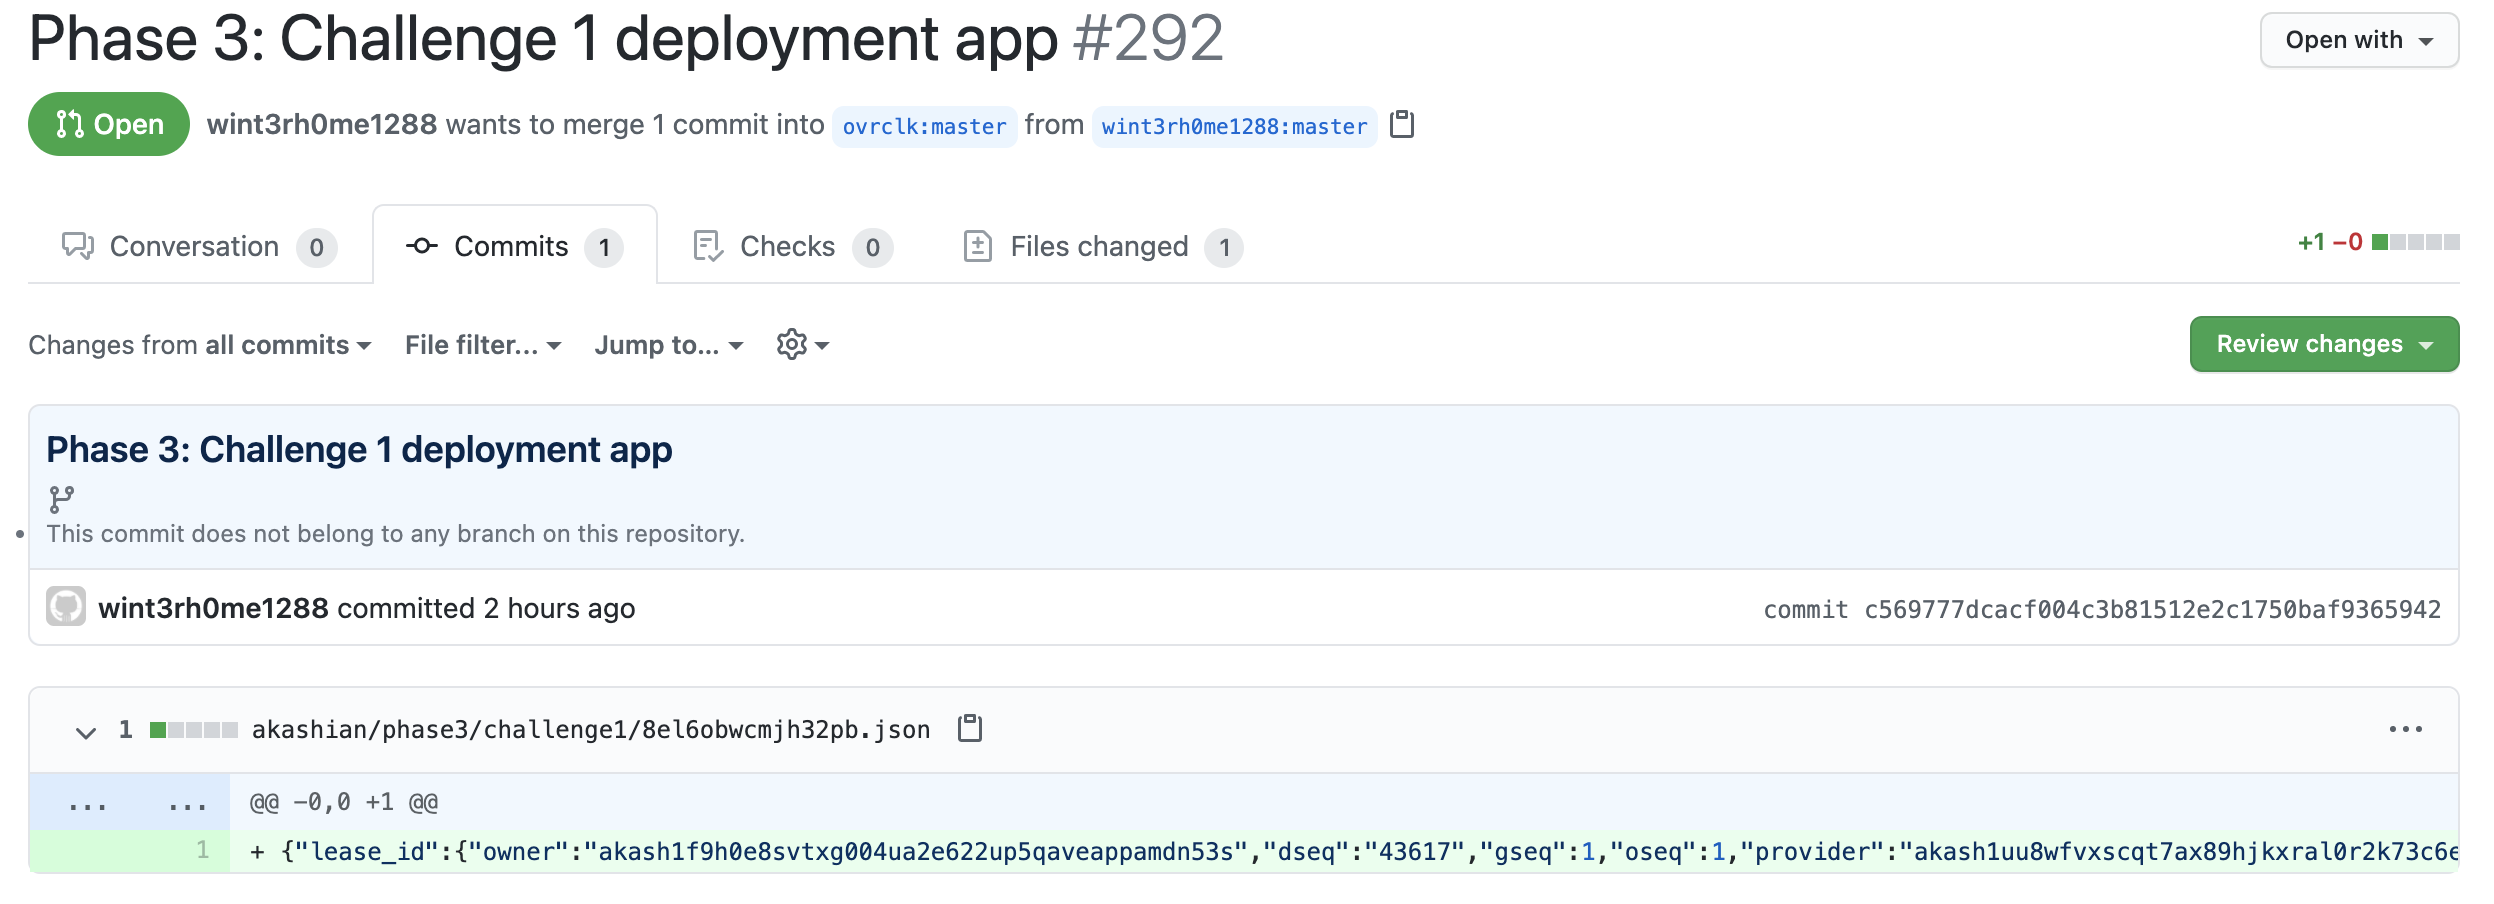 Phase 3: Challenge 1 deployment app #292
Open with
Open
wint3rh0me1288 wants to merge 1 commit into ovrclk:master from wint3rh0me1288:master
Conversation 0
Commits 1
Checks 0
Files changed 1
+1 −0
Changes from all commits
File filter...
Jump to...
Review changes
Phase 3: Challenge 1 deployment app
• This commit does not belong to any branch on this repository.
wint3rh0me1288 committed 2 hours ago
commit c569777dcacf004c3b81512e2c1750baf9365942
1 akashian/phase3/challenge1/8el6obwcmjh32pb.json
...
... ... @@ -0,0 +1 @@
1 + {"lease_id":{"owner":"akash1f9h0e8svtxg004ua2e622up5qaveappamdn53s","dseq":"43617","gseq":1,"oseq":1,"provider":"akash1uu8wfvxscqt7ax89hjkxral0r2k73c6e